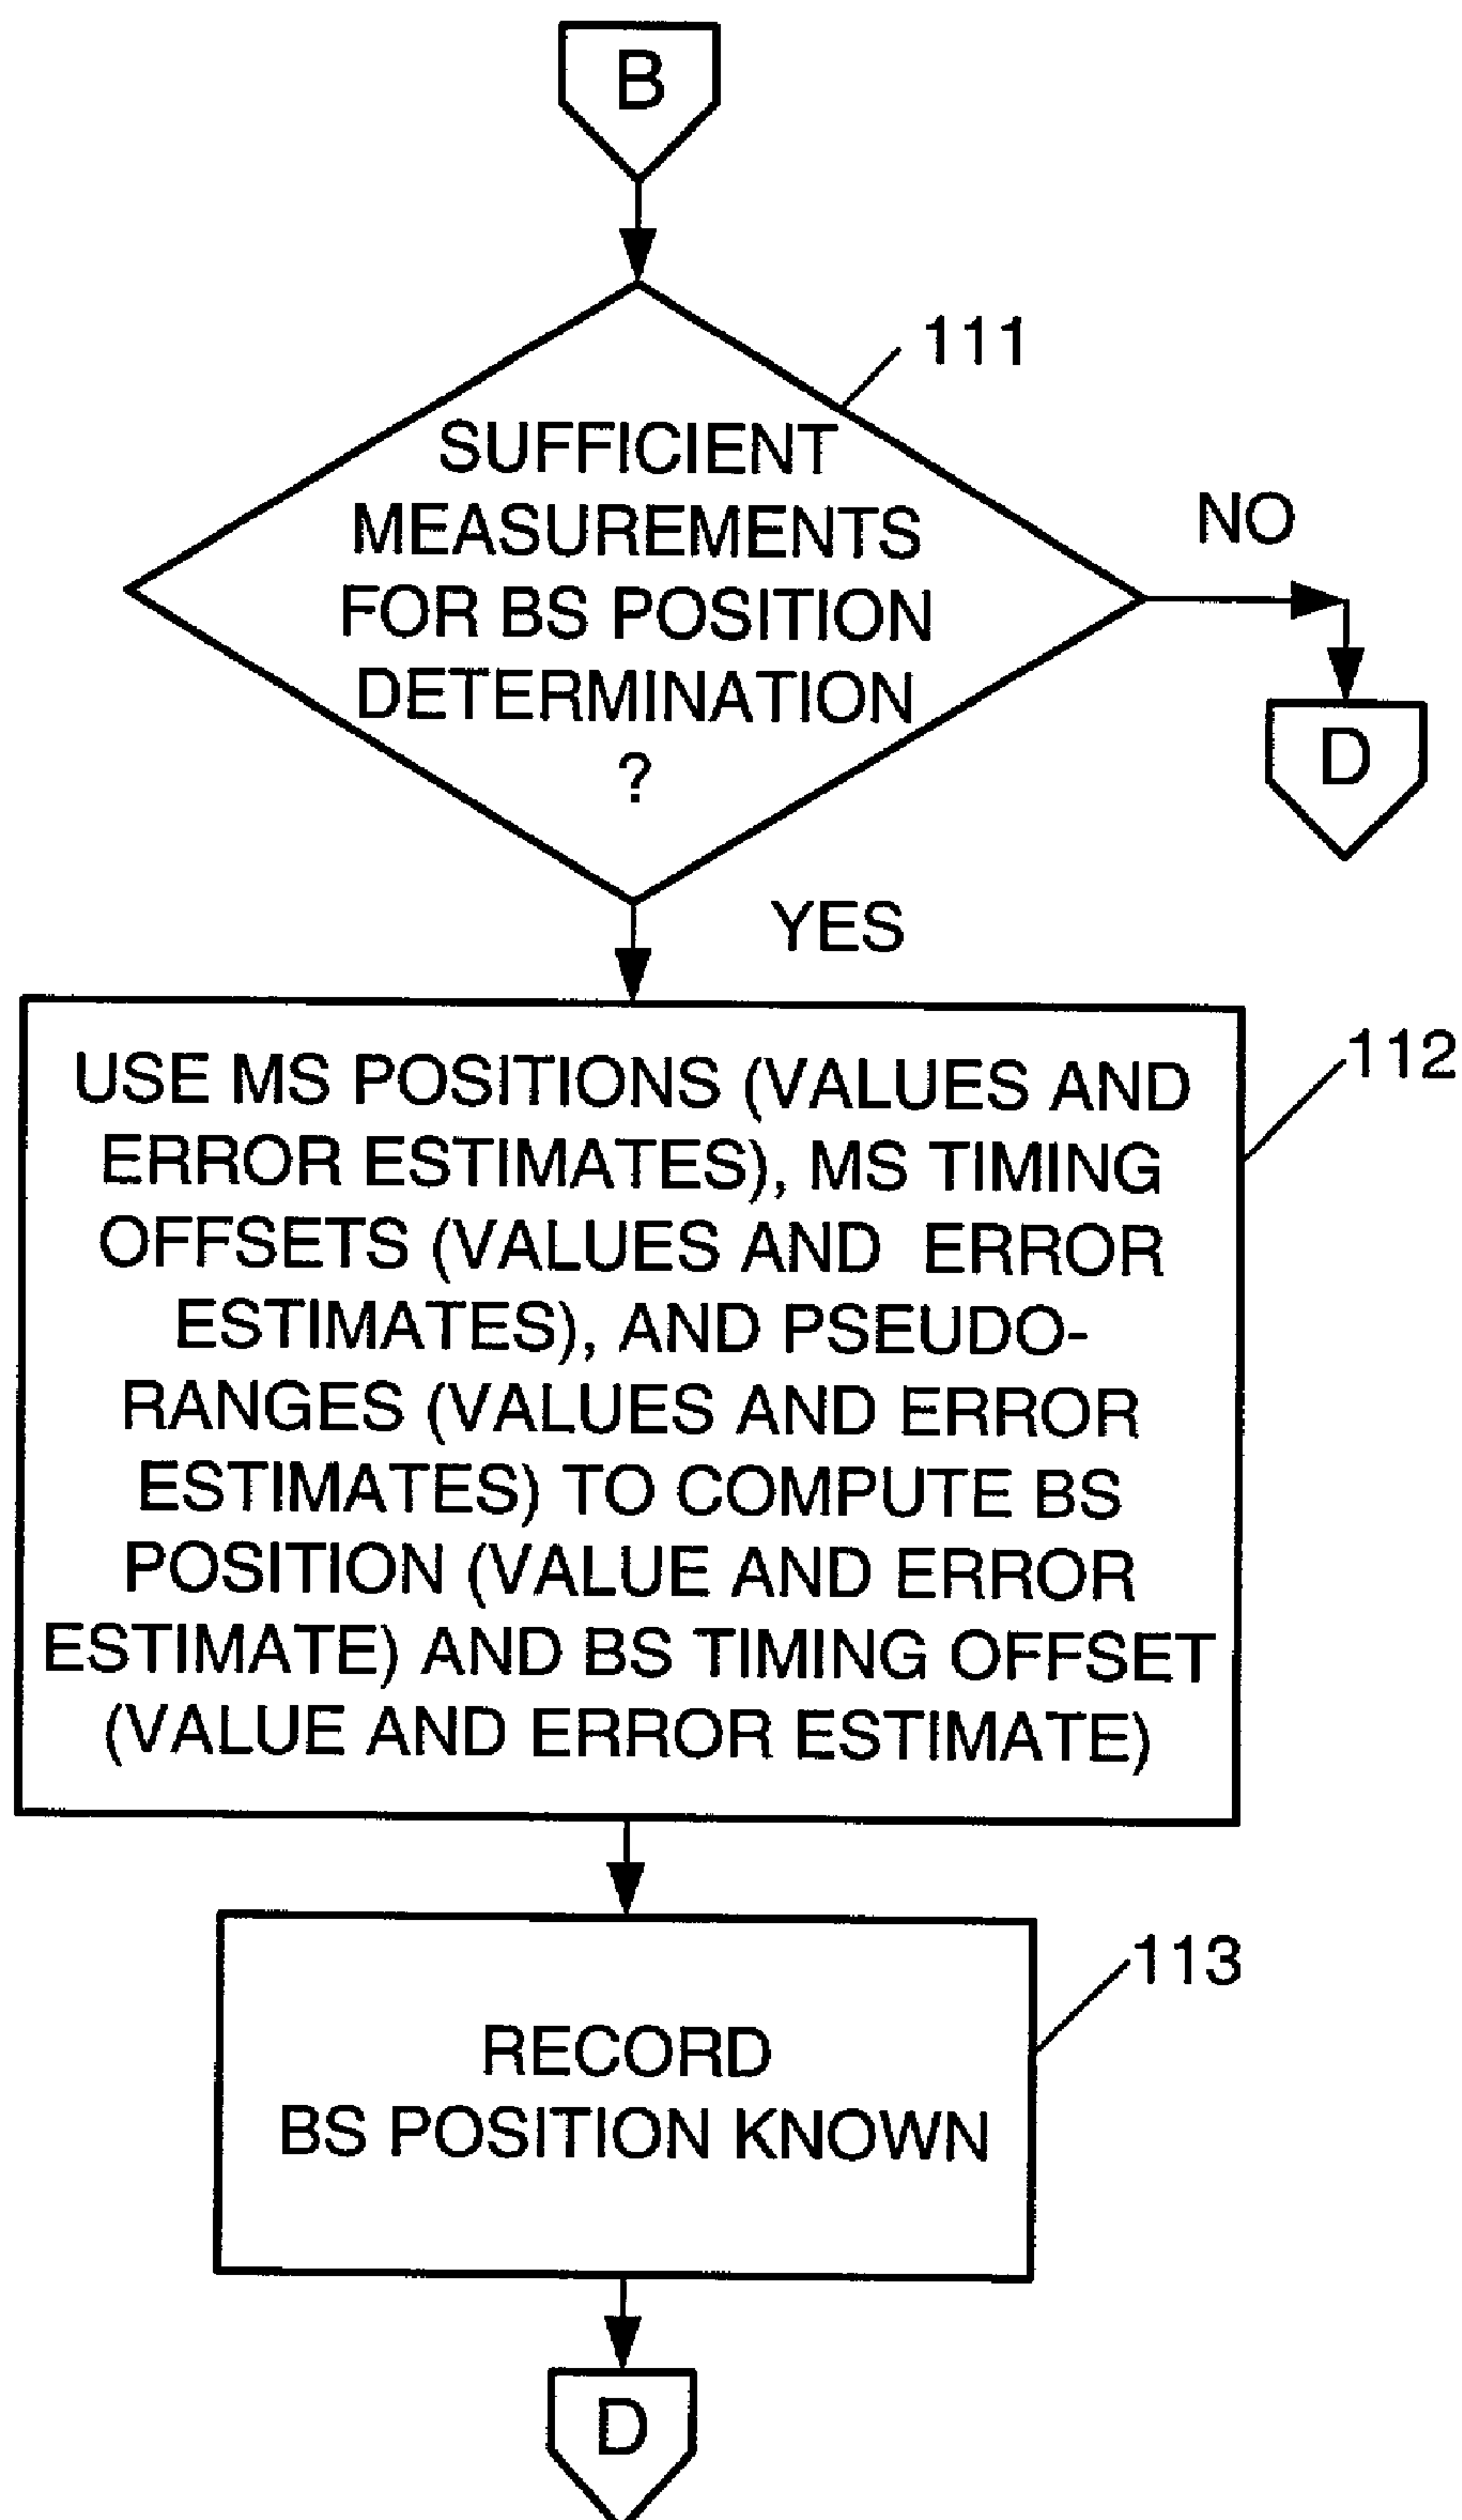 B
111
SUFFICIENT
MEASUREMENTS
FOR BS POSITION
DETERMINATION
?
NO
D
YES
112
USE MS POSITIONS (VALUES AND
ERROR ESTIMATES), MS TIMING
OFFSETS (VALUES AND ERROR
ESTIMATES), AND PSEUDO-
RANGES (VALUES AND ERROR
ESTIMATES) TO COMPUTE BS
POSITION (VALUE AND ERROR
ESTIMATE) AND BS TIMING OFFSET
(VALUE AND ERROR ESTIMATE)
113
RECORD
BS POSITION KNOWN
D